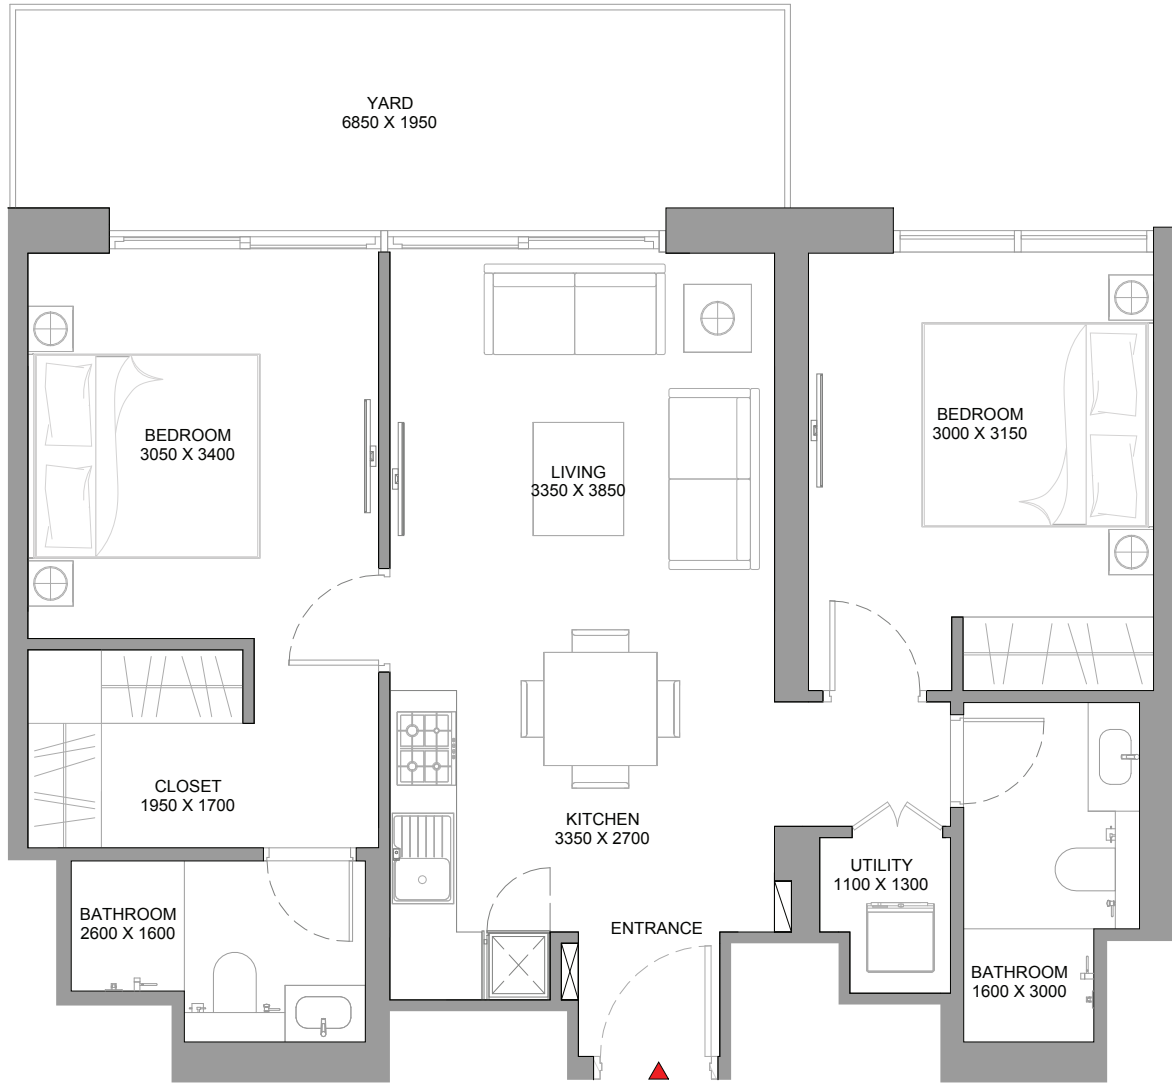 YARD
6850 X 1950
BEDROOM
3050 X 3400
LIVING
3350 X 3850
BEDROOM
3000 X 3150
CLOSET
1950 X 1700
KITCHEN
3350 X 2700
UTILITY
1100 X 1300
BATHROOM
2600 X 1600
ENTRANCE
BATHROOM
1600 X 3000